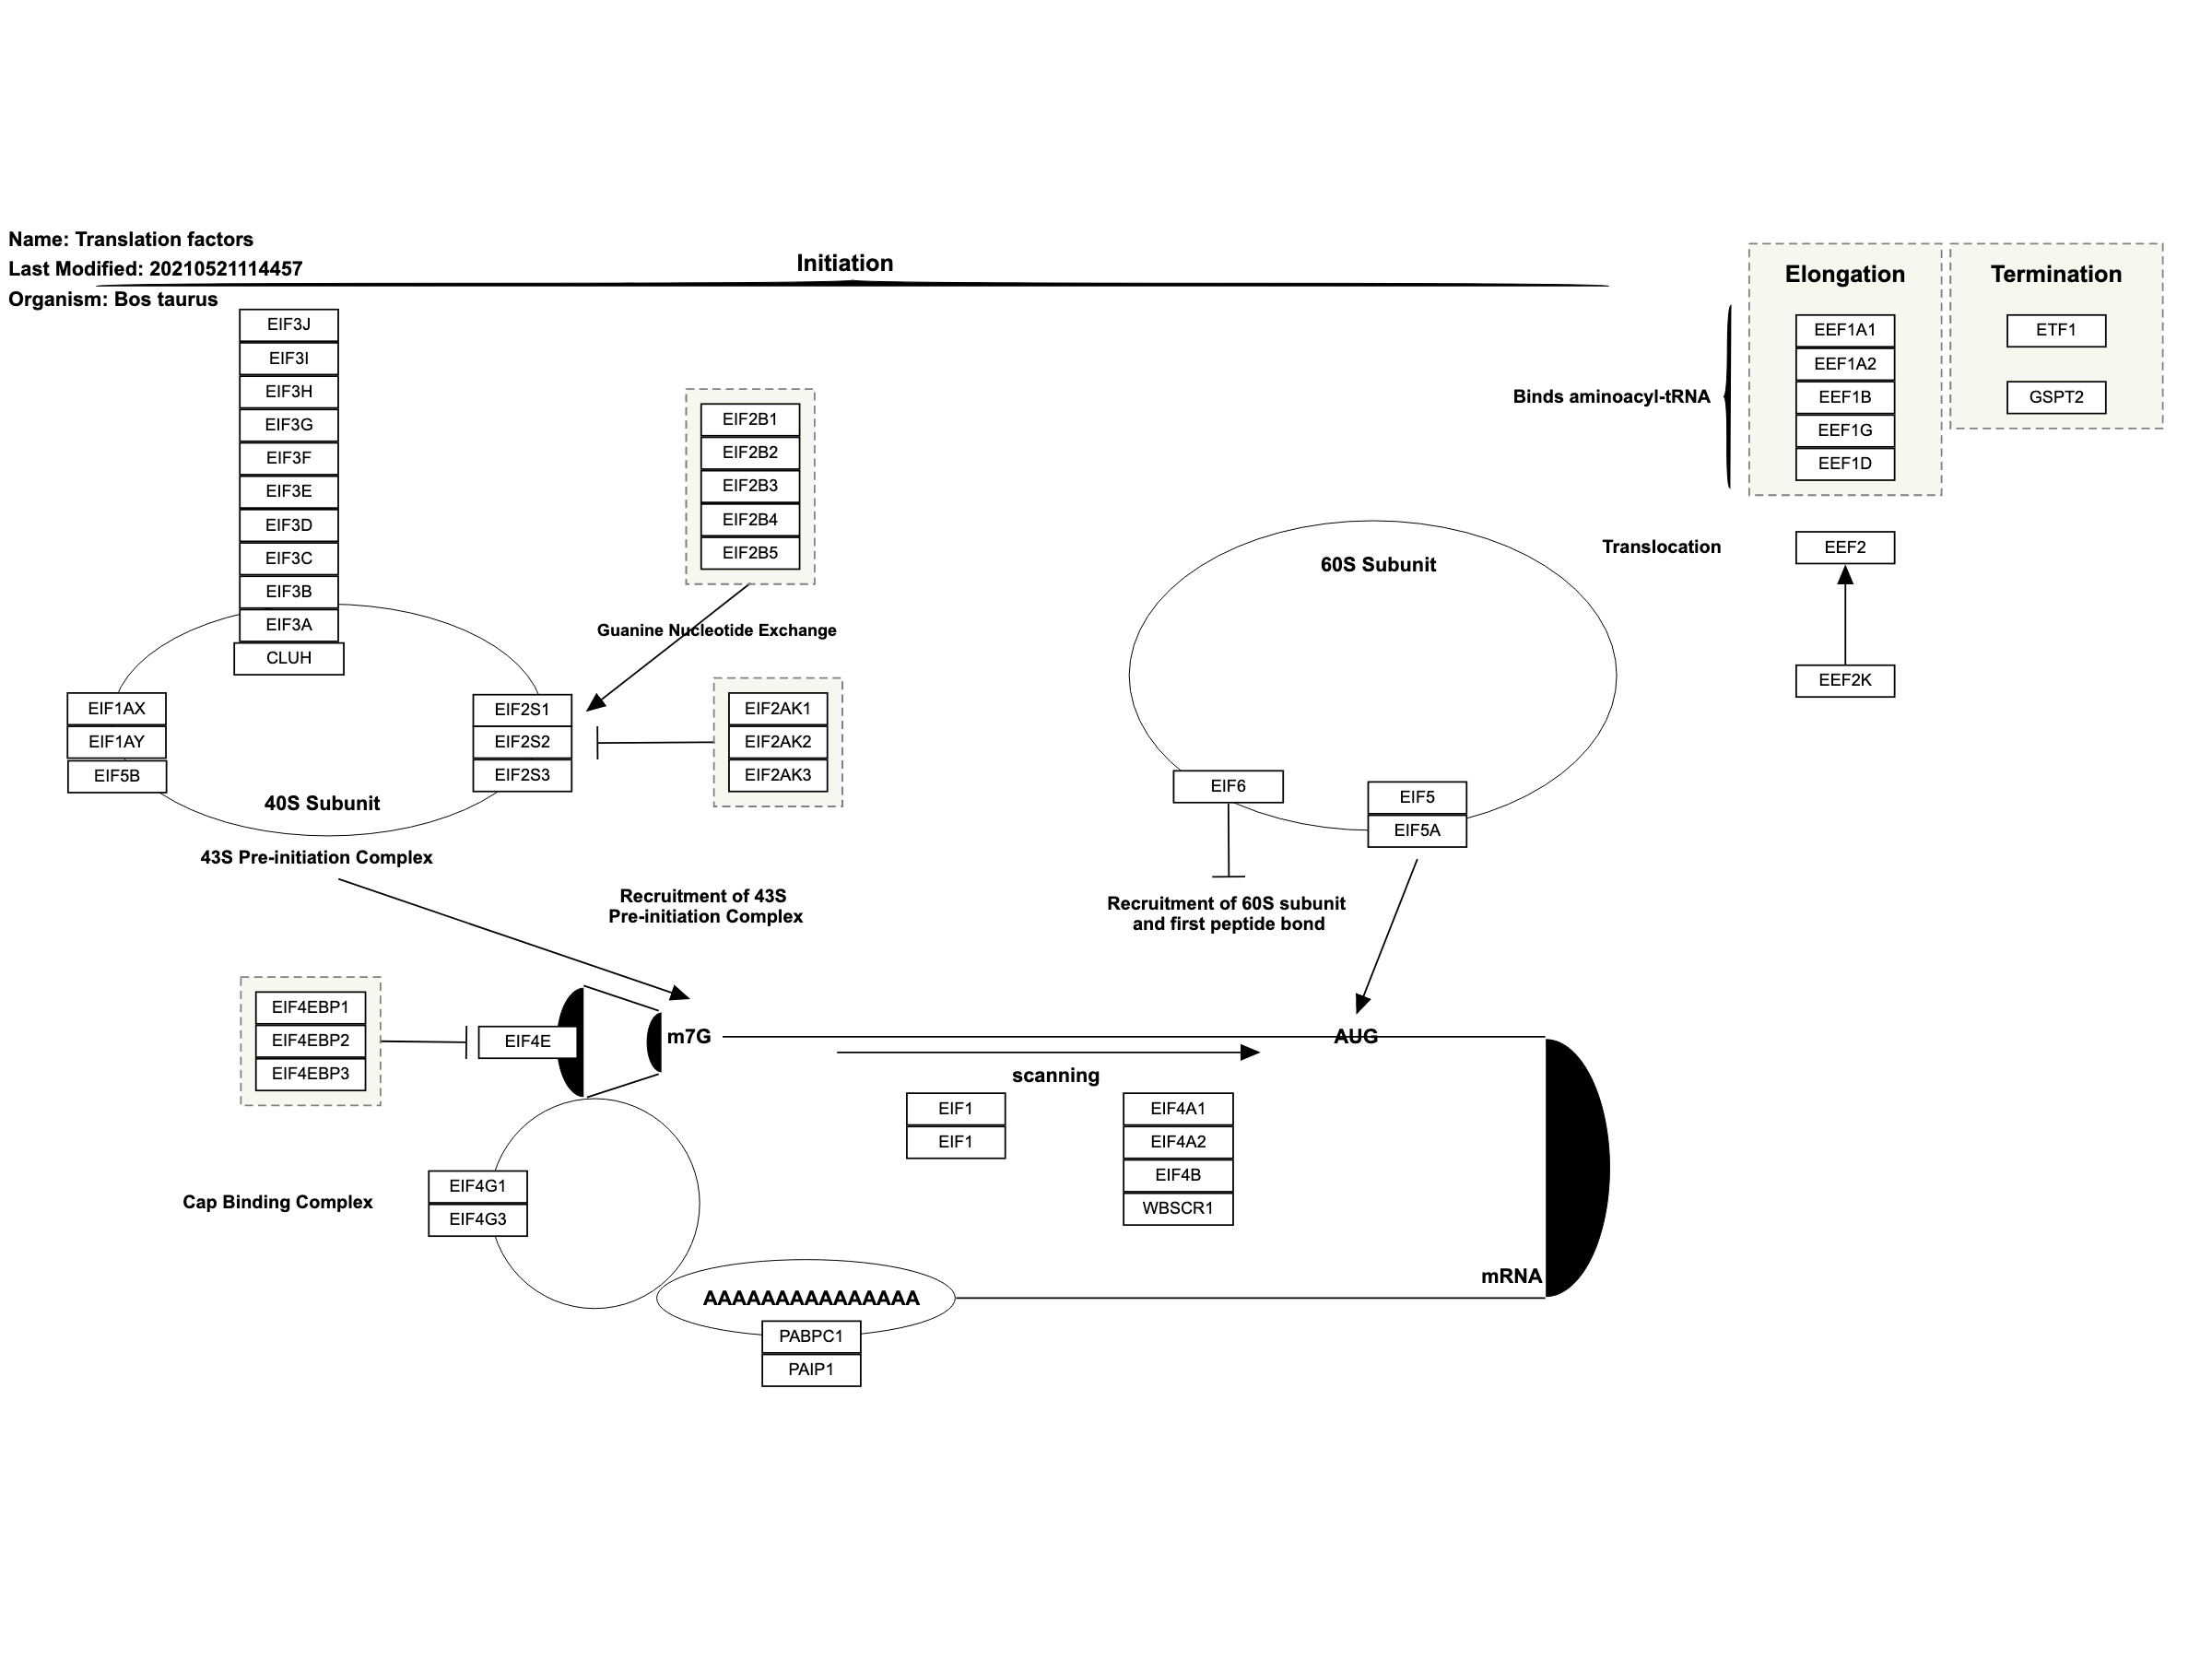 Name: Translation factors
Last Modified: 20210521114457
Organism: Bos taurus
Initiation
EIF3J
EIF3I
EIF3H
EIF3G
EIF3F
EIF3E
EIF3D
EIF3C
EIF3B
EIF3A
CLUH
EIF1AX
EIF1AY
EIF5B
40S Subunit
EIF2S1
EIF2S2
EIF2S3
EIF2B1
EIF2B2
EIF2B3
EIF2B4
EIF2B5
Guanine Nucleotide Exchange
EIF2AK1
EIF2AK2
EIF2AK3
60S Subunit
EIF6
EIF5
EIF5A
Binds aminoacyl-tRNA
Elongation
EEF1A1
EEF1A2
EEF1B
EEF1G
EEF1D
Termination
ETF1
GSPT2
Translocation
EEF2
EEF2K
43S Pre-initiation Complex
Recruitment of 43S
Pre-initiation Complex
Recruitment of 60S subunit
and first peptide bond
EIF4EBP1
EIF4EBP2
EIF4EBP3
EIF4E
m7G
AUG
scanning
EIF1
EIF1
EIF4A1
EIF4A2
EIF4B
WBSCR1
Cap Binding Complex
EIF4G1
EIF4G3
mRNA
AAAAAAAAAAAAAAA
PABPC1
PAIP1